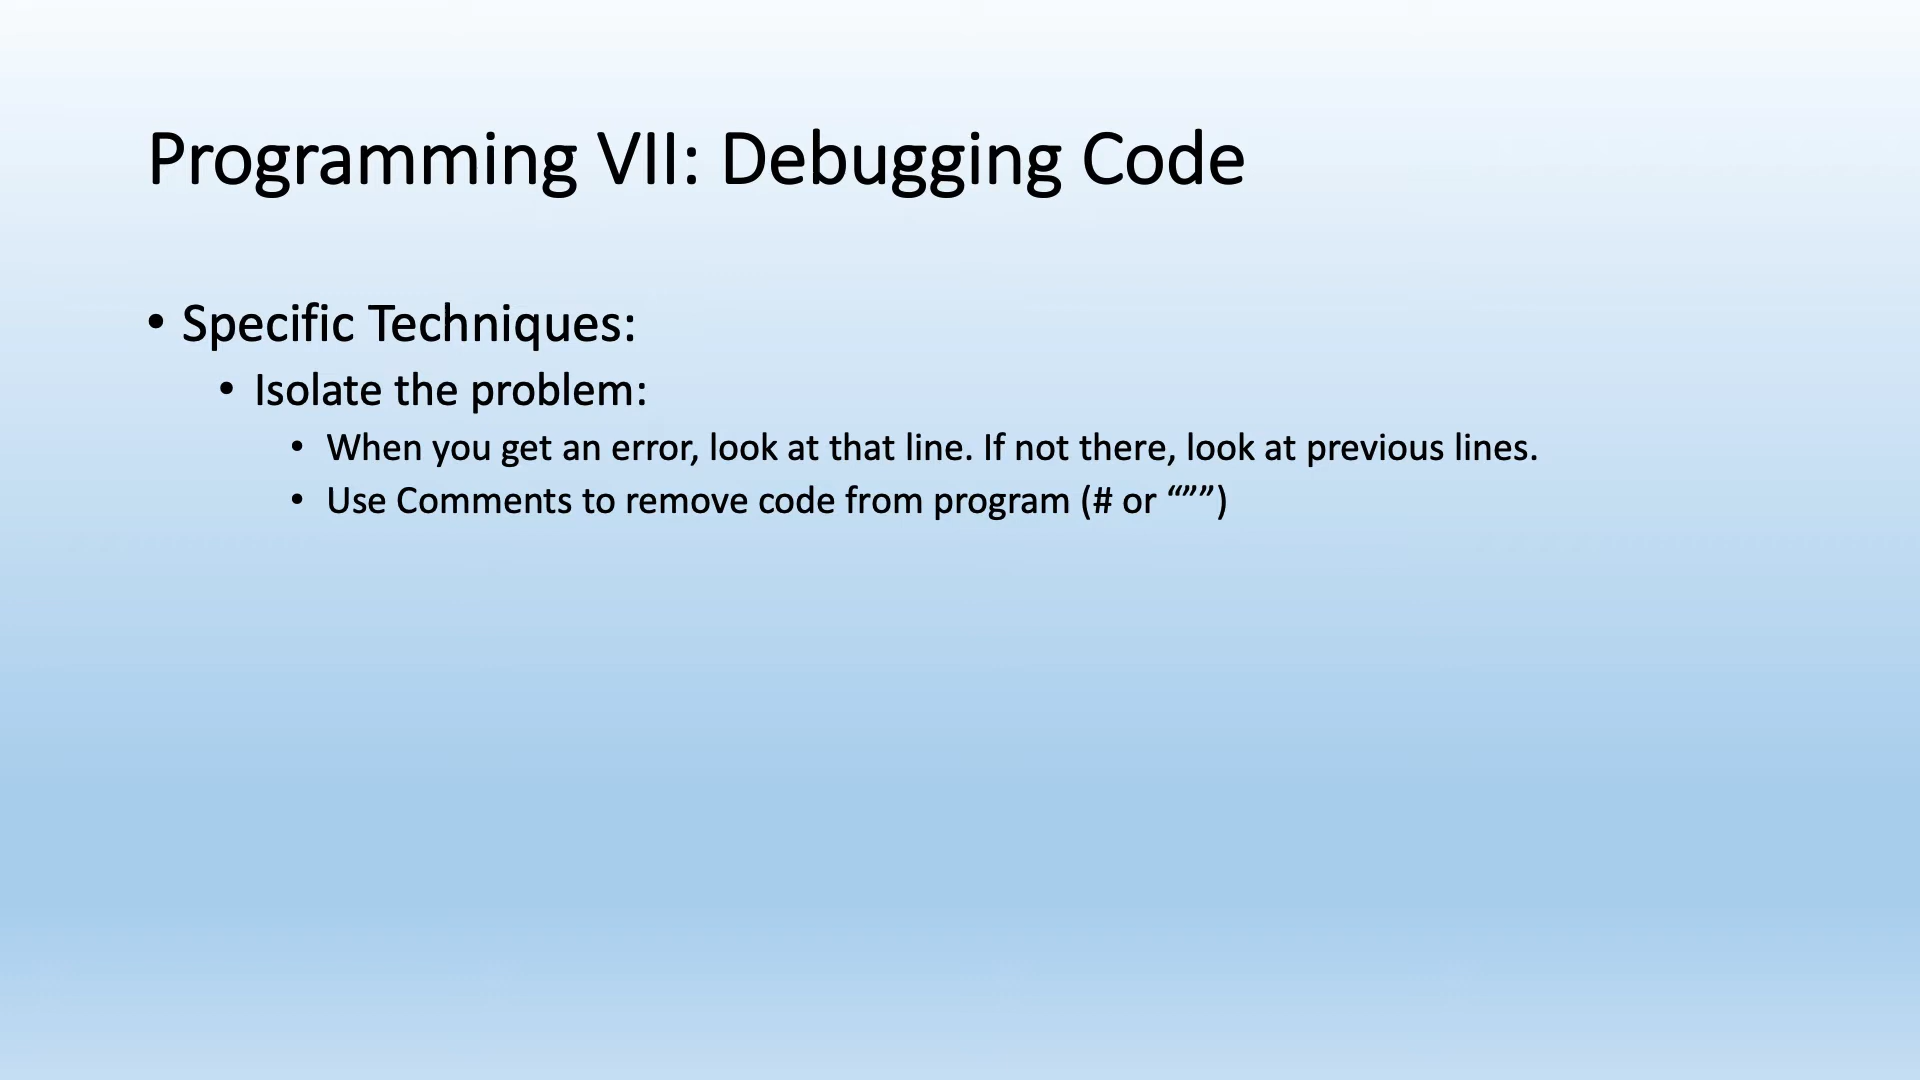 Programming VII: Debugging Code
• Specific Techniques:
• Isolate the problem:
• When you get an error, look at that line. If not there, look at previous lines.
• Use Comments to remove code from program (# or “””)